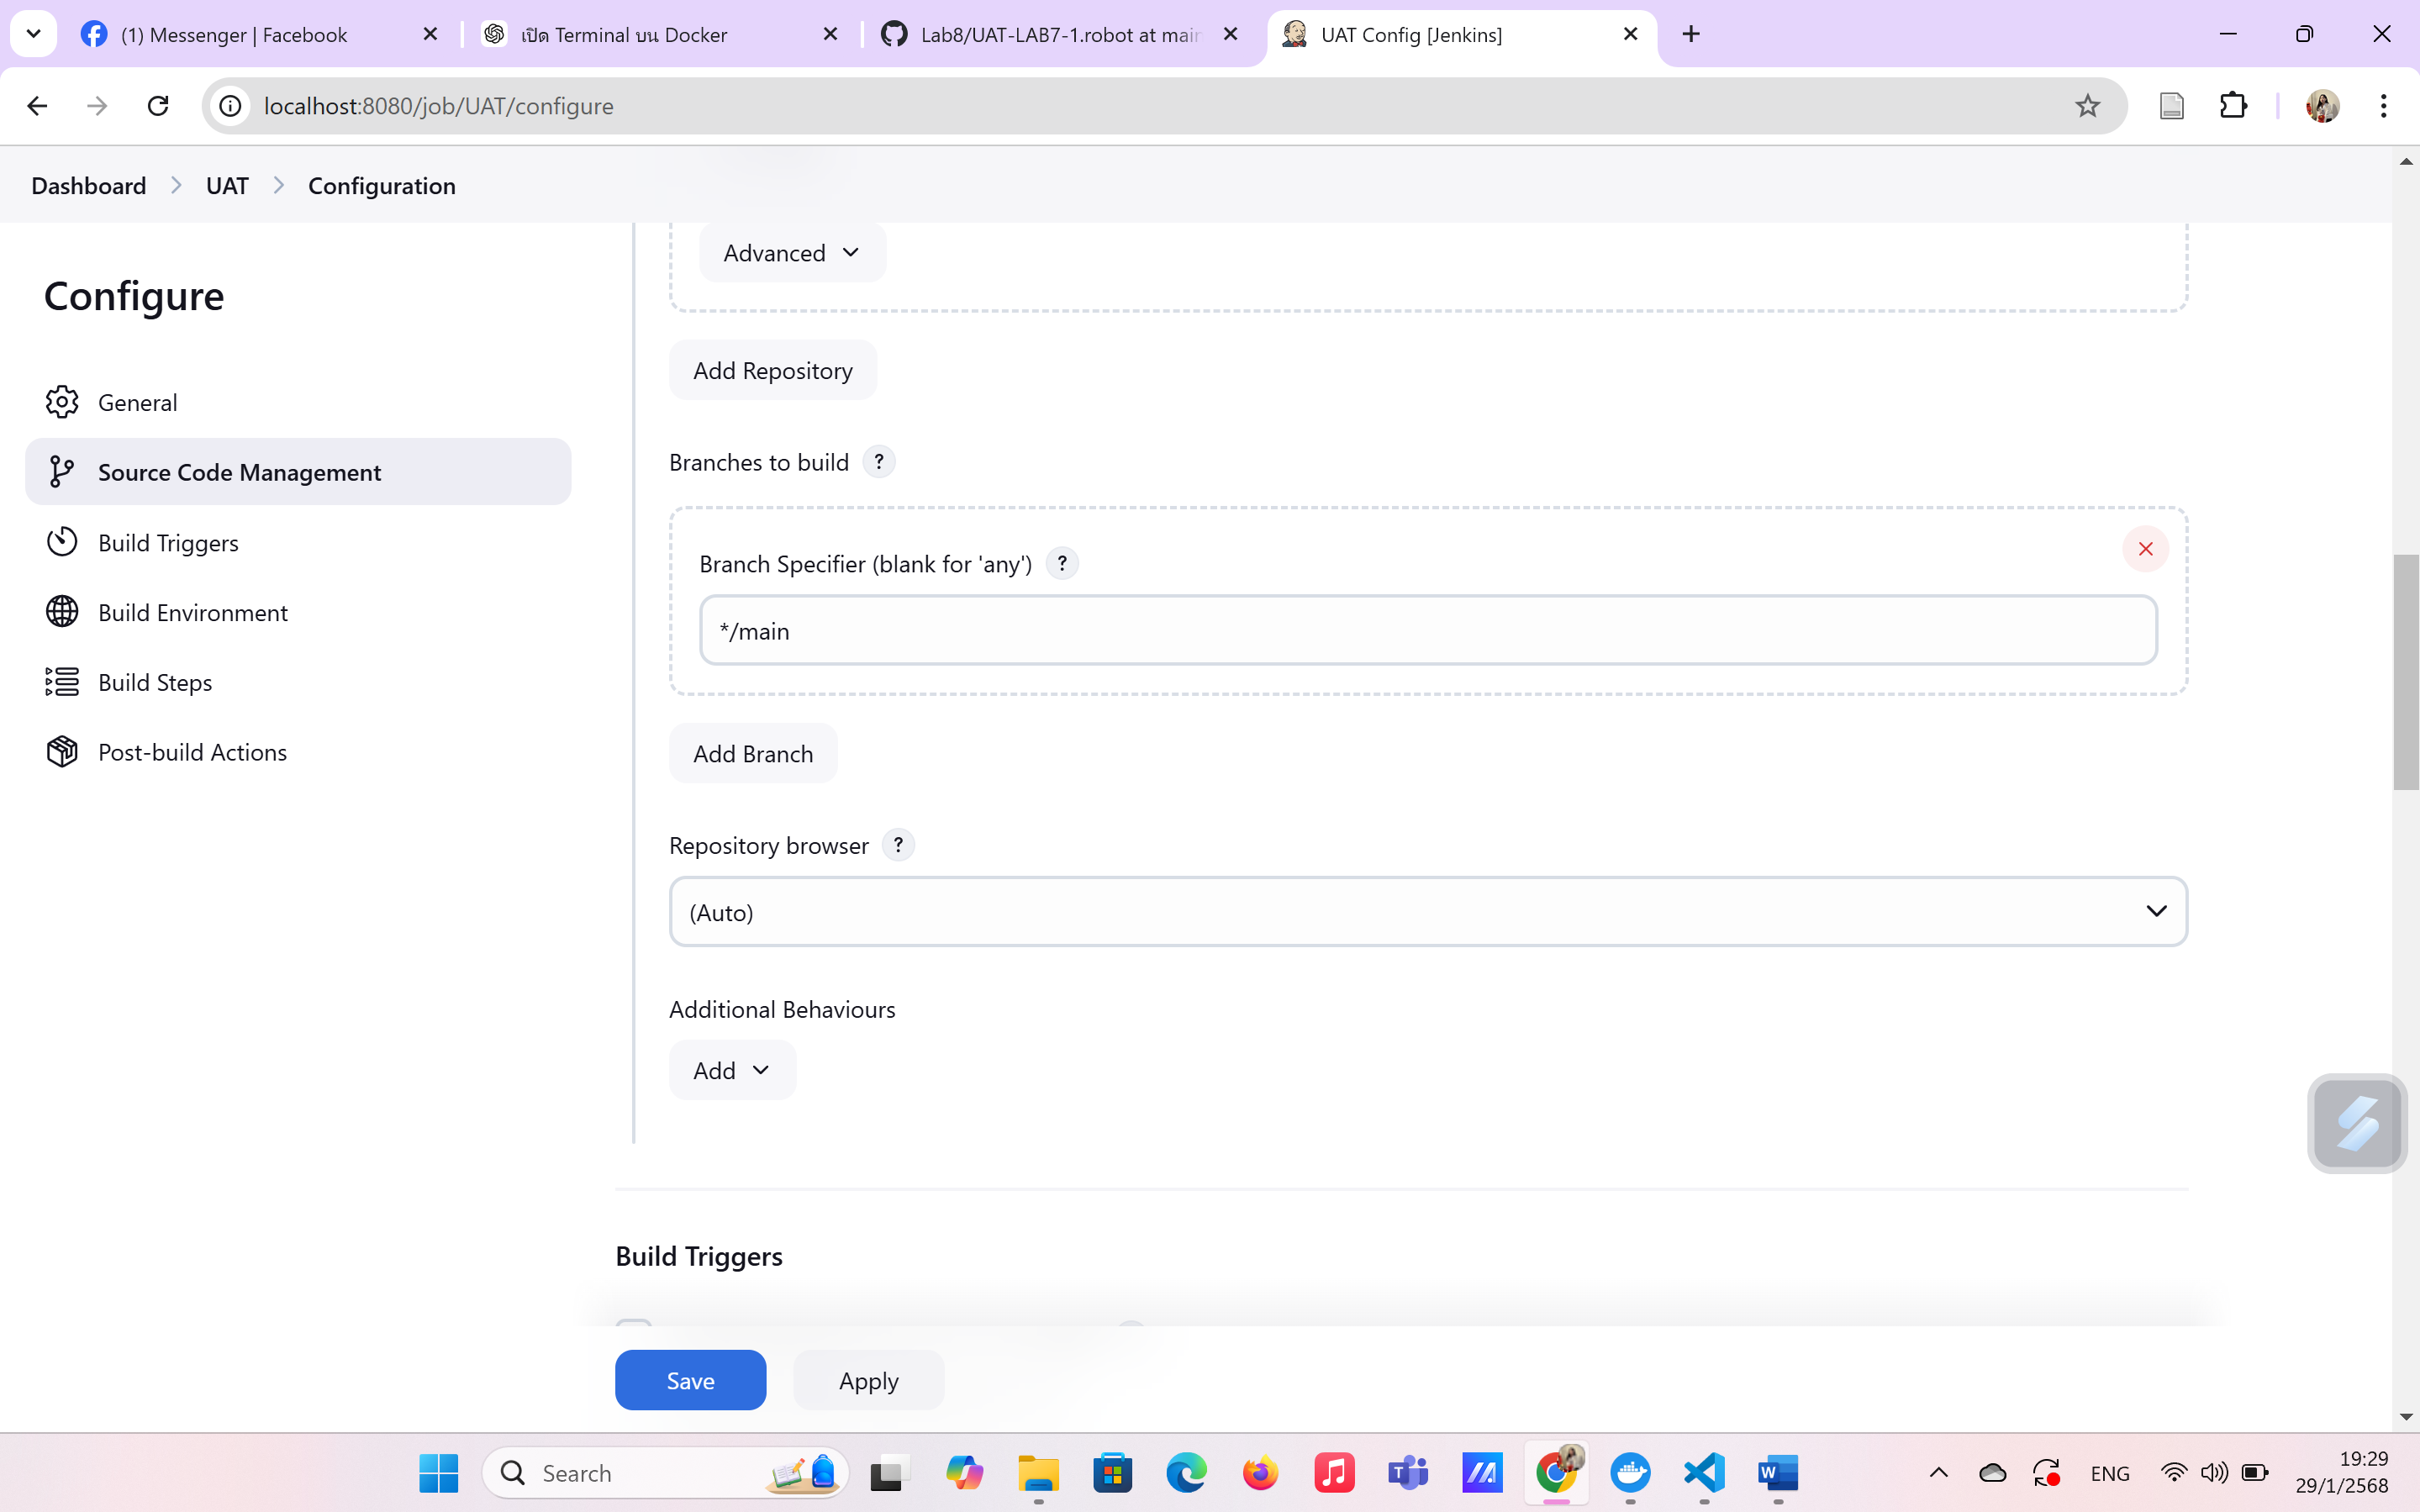 (1) Messenger | Facebook
เปิด Terminal บน Docker
Lab8/UAT-LAB7-1.robot at main
UAT Config [Jenkins]
localhost:8080/job/UAT/configure
Dashboard
UAT
Configuration
Configure
General
Source Code Management
Build Triggers
Build Environment
Build Steps
Post-build Actions
Advanced
Add Repository
Branches to build ?
Branch Specifier (blank for 'any') ?
*/main
Add Branch
Repository browser ?
(Auto)
Additional Behaviours
Add
Build Triggers
Save
Apply
Search
ENG
19:29
29/1/2568